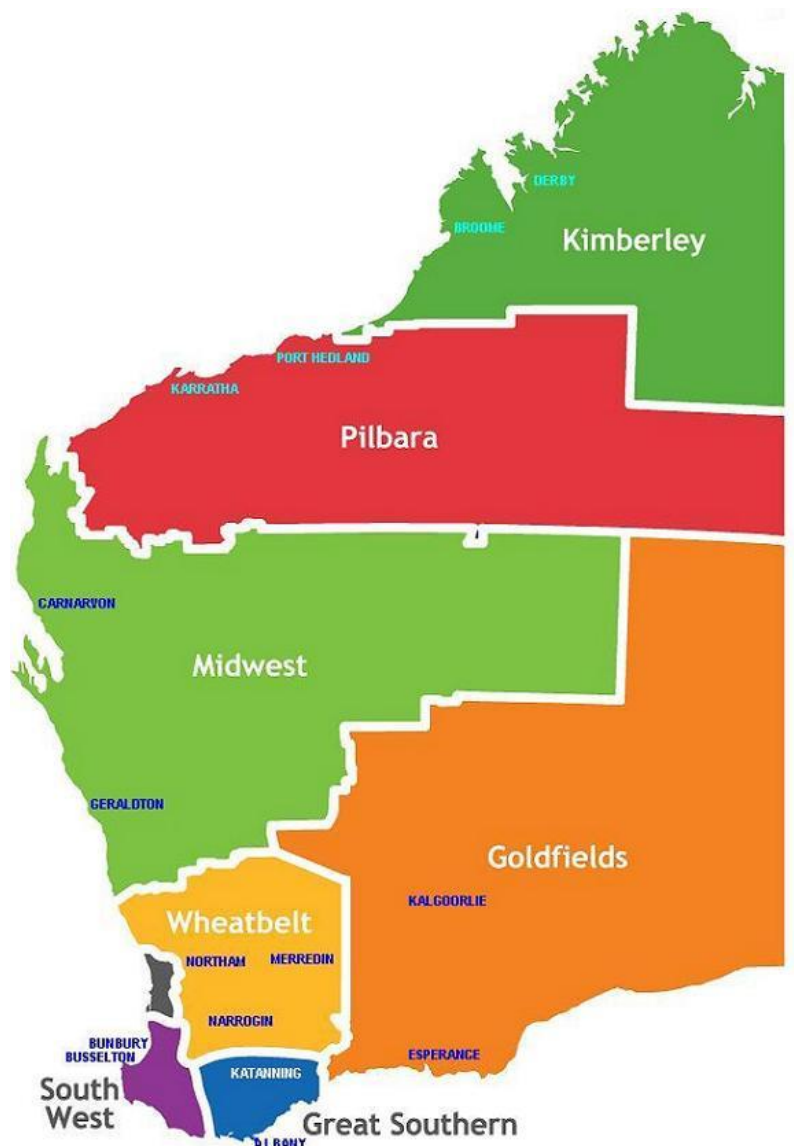 DERBY
BROOME
Kimberley
PORT HEDLAND
KARRATHA
Pilbara
CARNARVON
Midwest
GERALDTON
Goldfields
KALGOORLIE
Wheatbelt
NORTHAM
MERREDIN
NARROGIN
BUNBURY
BUSSELTON
ESPERANCE
KATANNING
South
West
Great Southern
ALBANY